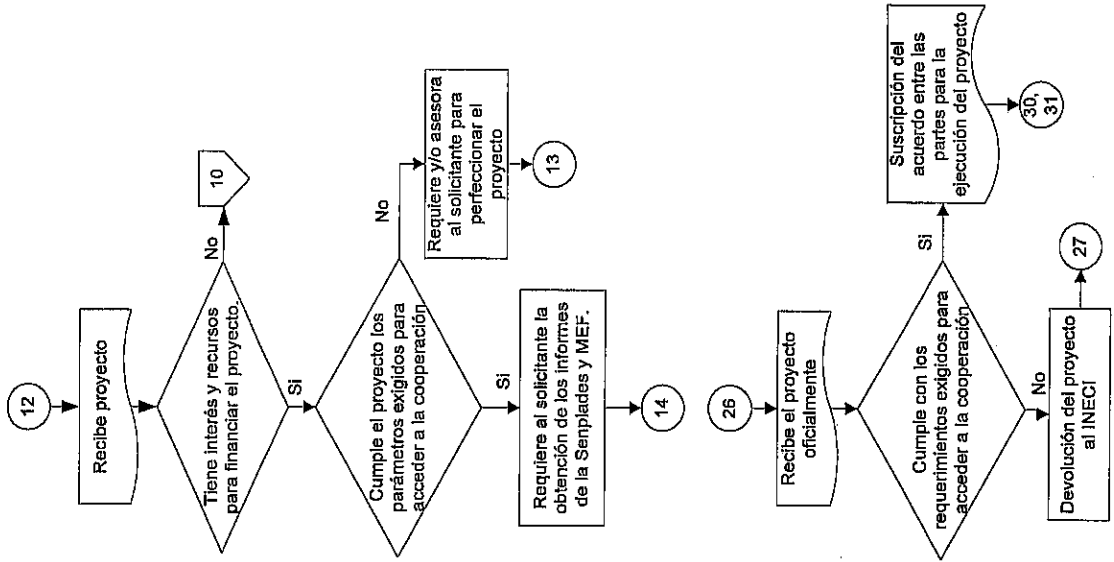 12
Recibe proyecto
Tiene interés y recursos
para financiar el proyecto.
No
10
Si
Cumple el proyecto los
parámetros exigidos para
acceder a la cooperación
No
Requiere y/o asesora
al solicitante para
perfeccionar el
proyecto
13
Si
Requiere al solicitante la
obtención de los informes
de la Senplades y MEF.
14
26
Recibe el proyecto
oficialmente
Cumple con los
requerimientos exigidos para
acceder a la cooperación
Si
Suscripción del
acuerdo entre las
partes para la
ejecución del proyecto
30,
31
No
Devolución del proyecto
al INECI
27